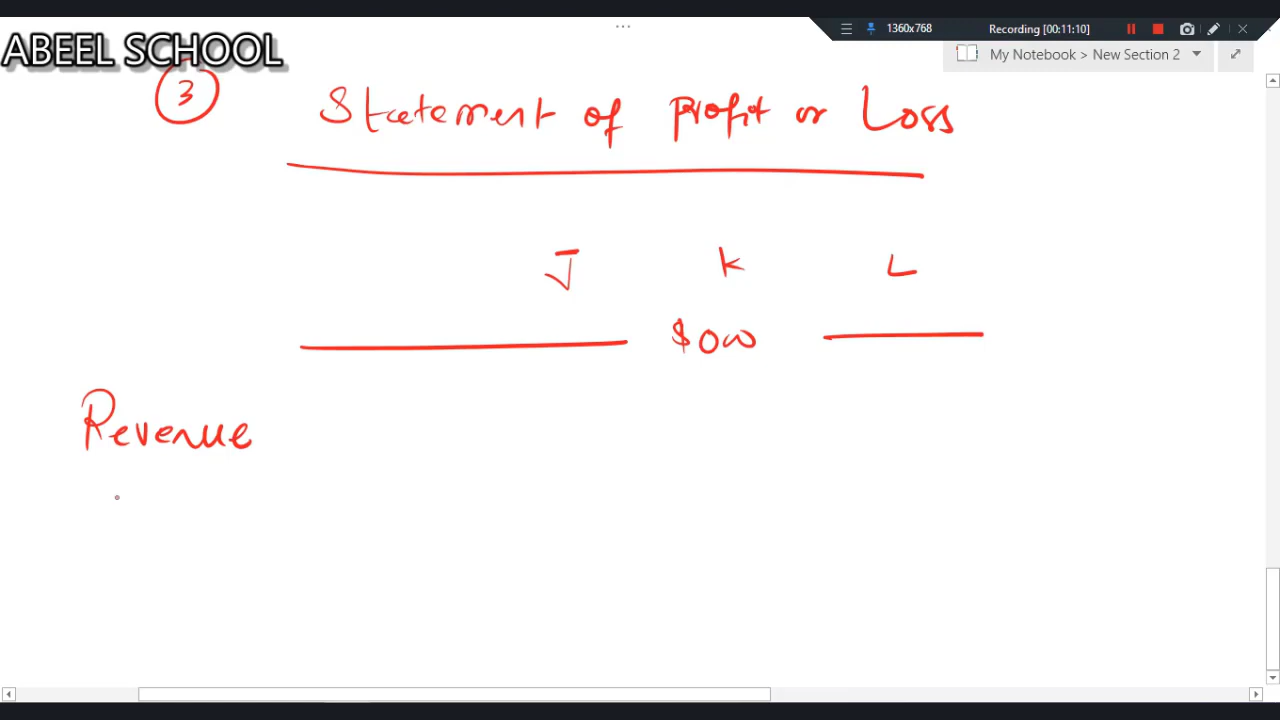 ...
1360x768 Recording [00:11:10]
ABEEL SCHOOL
My Notebook > New Section 2
3 Statement of Profit or Loss
J K L
$000
Revenue